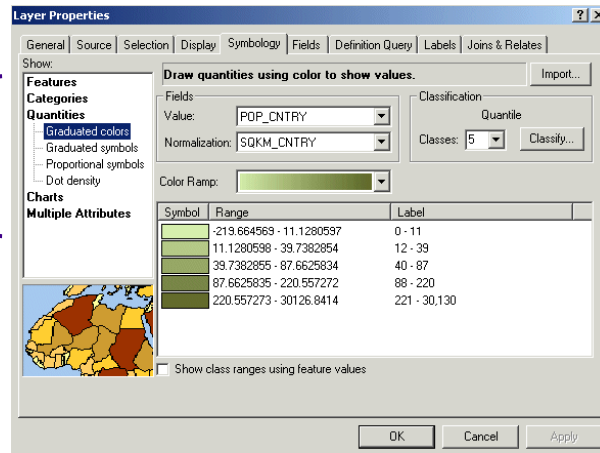 Layer Properties
General Source Selection Display Symbology Fields Definition Query Labels Joins & Relates
Show:
Features
Categories
Quantities
Graduated colors
Graduated symbols
Proportional symbols
Dot density
Charts
Multiple Attributes
Draw quantities using color to show values.
Import...
Fields
Value: POP_CNTRY
Normalization: SQKM_CNTRY
Classification
Quantile
Classes: 5 Classify...
Color Ramp:
Symbol Range Label
-219.664569 - 11.1280597 0 - 11
11.1280598 - 39.7382854 12 - 39
39.7382855 - 87.6625834 40 - 87
87.6625835 - 220.557272 88 - 220
220.557273 - 30126.8414 221 - 30,130
Show class ranges using feature values
OK Cancel Apply